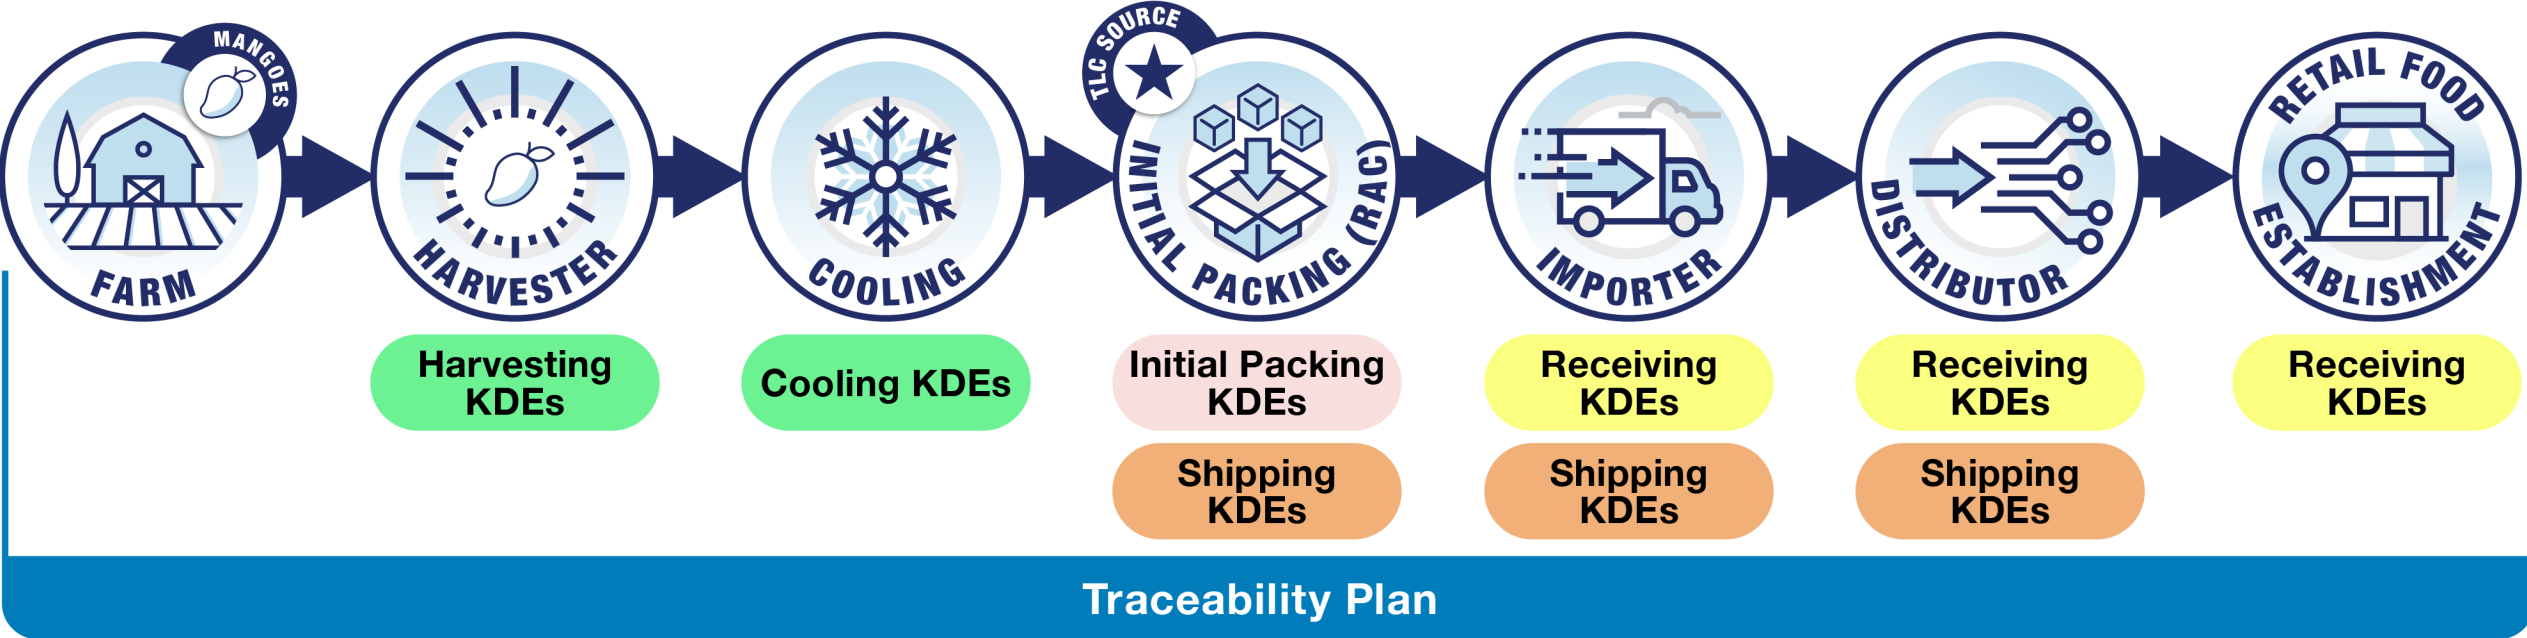 MANGOES
FARM
HARVESTER
COOLING
TLC SOURCE
INITIAL PACKING (RAC)
IMPORTER
DISTRIBUTOR
RETAIL FOOD
ESTABLISHMENT
Harvesting
KDEs
Cooling KDEs
Initial Packing
KDEs
Shipping
KDEs
Receiving
KDEs
Shipping
KDEs
Receiving
KDEs
Shipping
KDEs
Receiving
KDEs
Traceability Plan